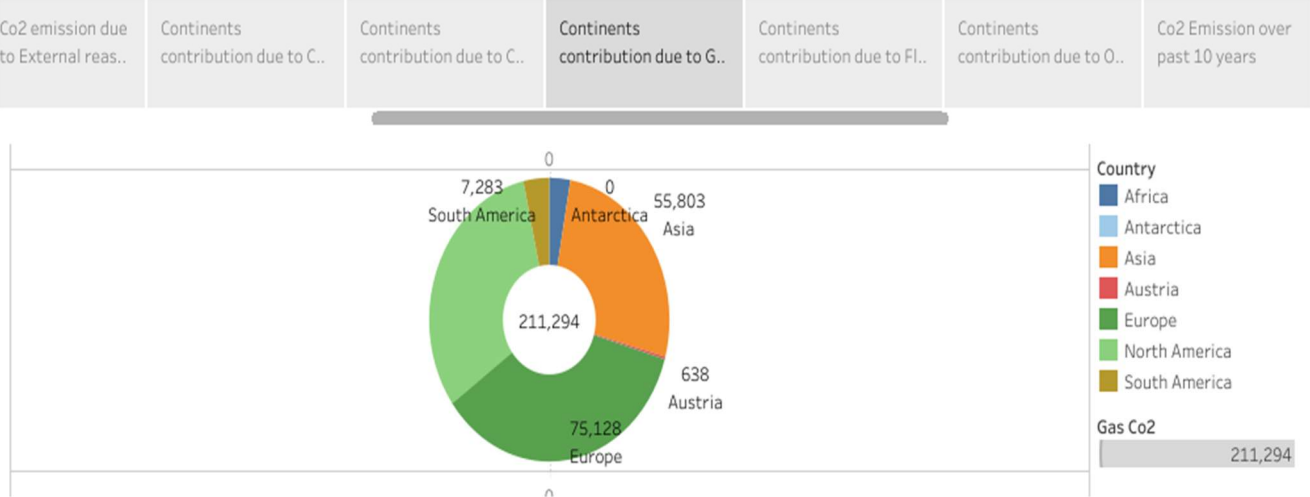 Co2 emission due
to External reas..
Continents
contribution due to C..
Continents
contribution due to C..
Continents
contribution due to G..
Continents
contribution due to Fl..
Continents
contribution due to O..
Co2 Emission over
past 10 years
0
7,283
South America
0
Antarctica
55,803
Asia
211,294
638
Austria
75,128
Europe
0
Country
Africa
Antarctica
Asia
Austria
Europe
North America
South America
Gas Co2
211,294